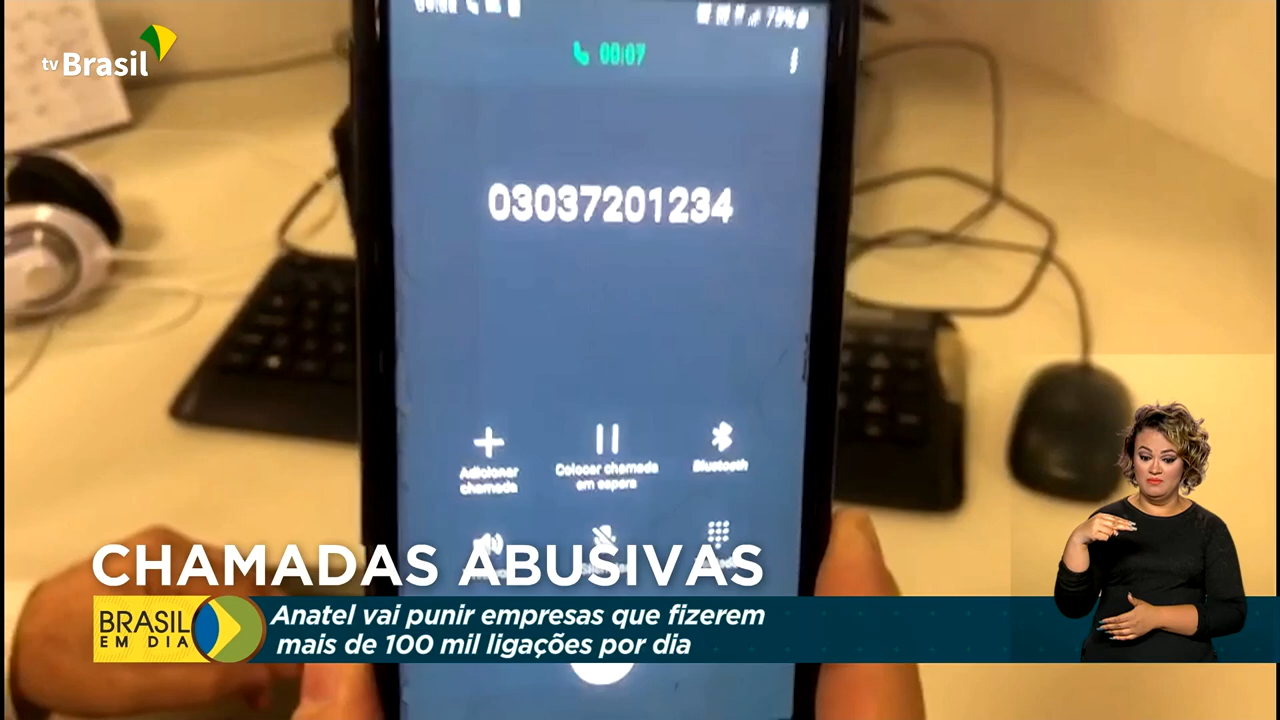 tv Brasil
00:07
03037201234
Adicionar
chamada
Colocar chamada
em espera
Bluetooth
CHAMADAS ABUSIVAS
BRASIL
EM DIA
Anatel vai punir empresas que fizerem
mais de 100 mil ligações por dia